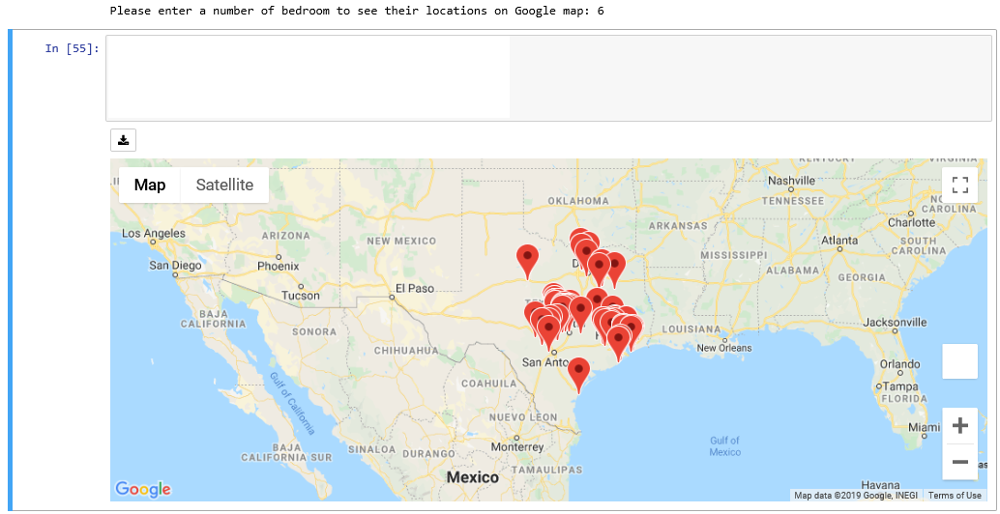 Please enter a number of bedroom to see their locations on Google map: 6
In [55]:
Map Satellite
Nashville
TENNESSEE
OKLAHOMA
CAROLINA
Charlotte
ARKANSAS
Los Angeles
ARIZONA
NEW MEXICO
Atlanta
SOUTH
CAROLINA
MISSISSIPPI
San Diego
Phoenix
ALABAMA
GEORGIA
Tucson
El Paso
BAJA
CALIFORNIA
SONORA
Jacksonville
LOUISIANA
New Orleans
CHIHUAHUA
San Anto
Orlando
COAHUILA
Tampa
FLORIDA
Gulf of
California
NUEVO LEON
Miami
Gulf of
Mexico
BAJA
CALIFORNIA SUR
SINALOA
DURANGO
Monterrey
TAMAULIPAS
Mexico
Havana
Google
Map data ©2019 Google, INEGI Terms of Use